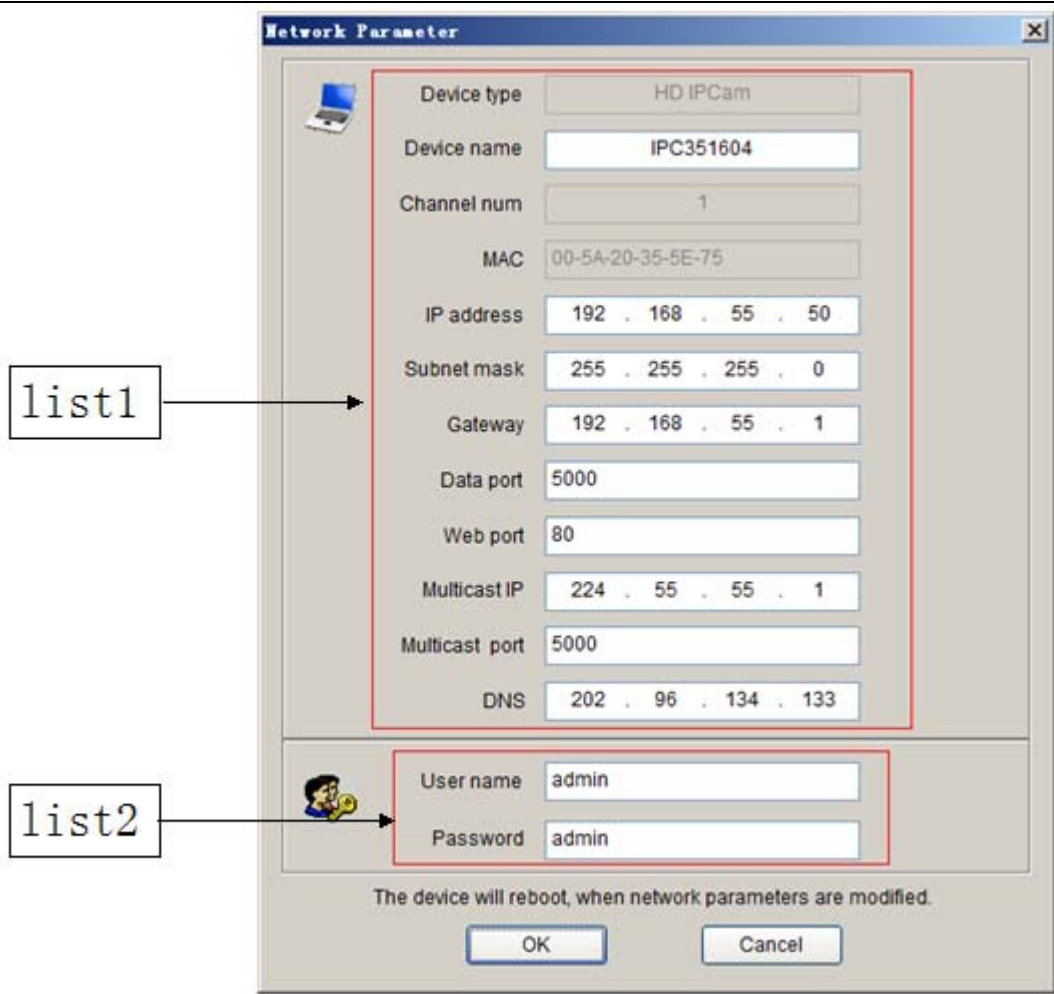 Network Parameter
Device type HD IPCam
Device name IPC351604
Channel num 1
MAC 00-5A-20-35-5E-75
IP address 192 . 168 . 55 . 50
Subnet mask 255 . 255 . 255 . 0
list1
Gateway 192 . 168 . 55 . 1
Data port 5000
Web port 80
Multicast IP 224 . 55 . 55 . 1
Multicast port 5000
DNS 202 . 96 . 134 . 133
User name admin
list2
Password admin
The device will reboot, when network parameters are modified.
OK Cancel